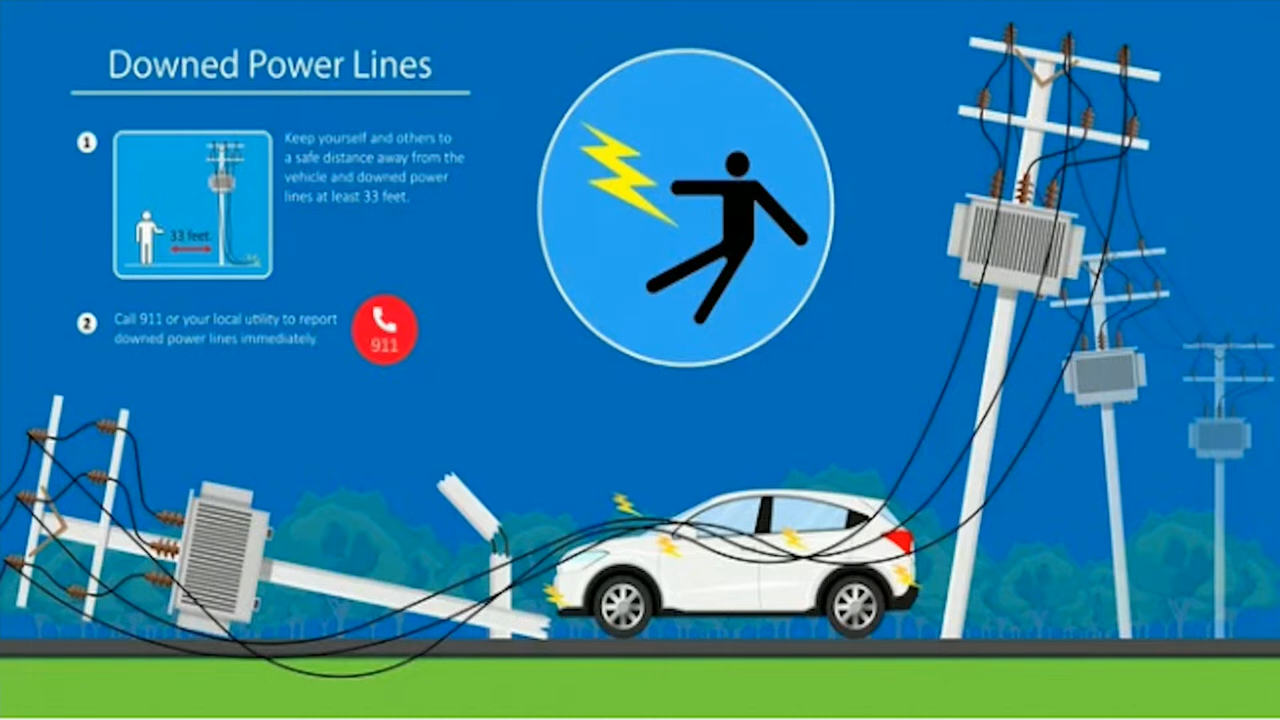 Downed Power Lines
1
Keep yourself and others to
a safe distance away from the
vehicle and downed power
lines at least 33 feet.
33 feet
2
Call 911 or your local utility to report
downed power lines immediately.
911